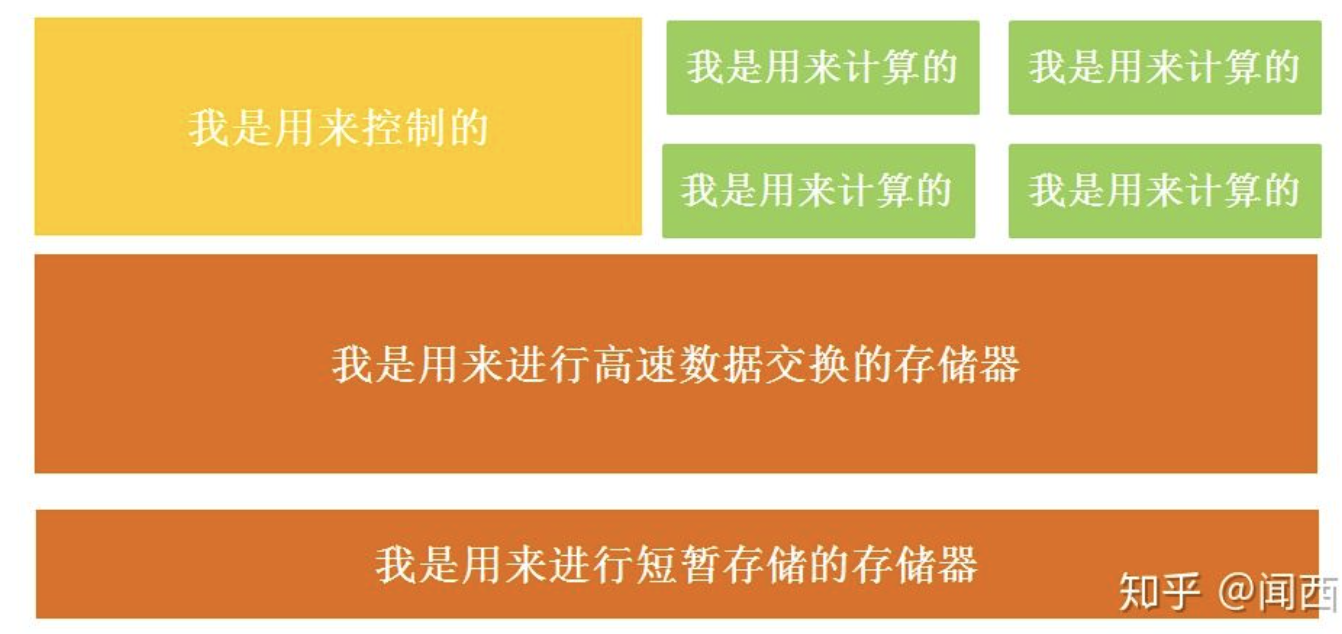 我是用来控制的
我是用来计算的
我是用来计算的
我是用来计算的
我是用来计算的
我是用来进行高速数据交换的存储器
我是用来进行短暂存储的存储器
知乎 @闻西